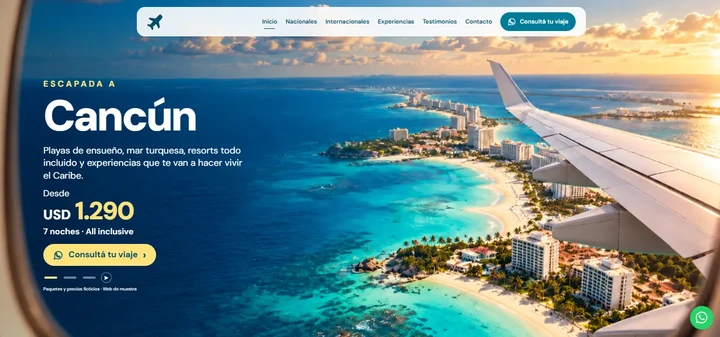 Inicio Nacionales Internacionales Experiencias Testimonios Contacto Consultá tu viaje
ESCAPADA A
Cancún
Playas de ensueño, mar turquesa, resorts todo
incluido y experiencias que te van a hacer vivir
el Caribe.
Desde
USD 1.290
7 noches · All inclusive
Consultá tu viaje ›
Paquetes y precios ficticios · Web de muestra